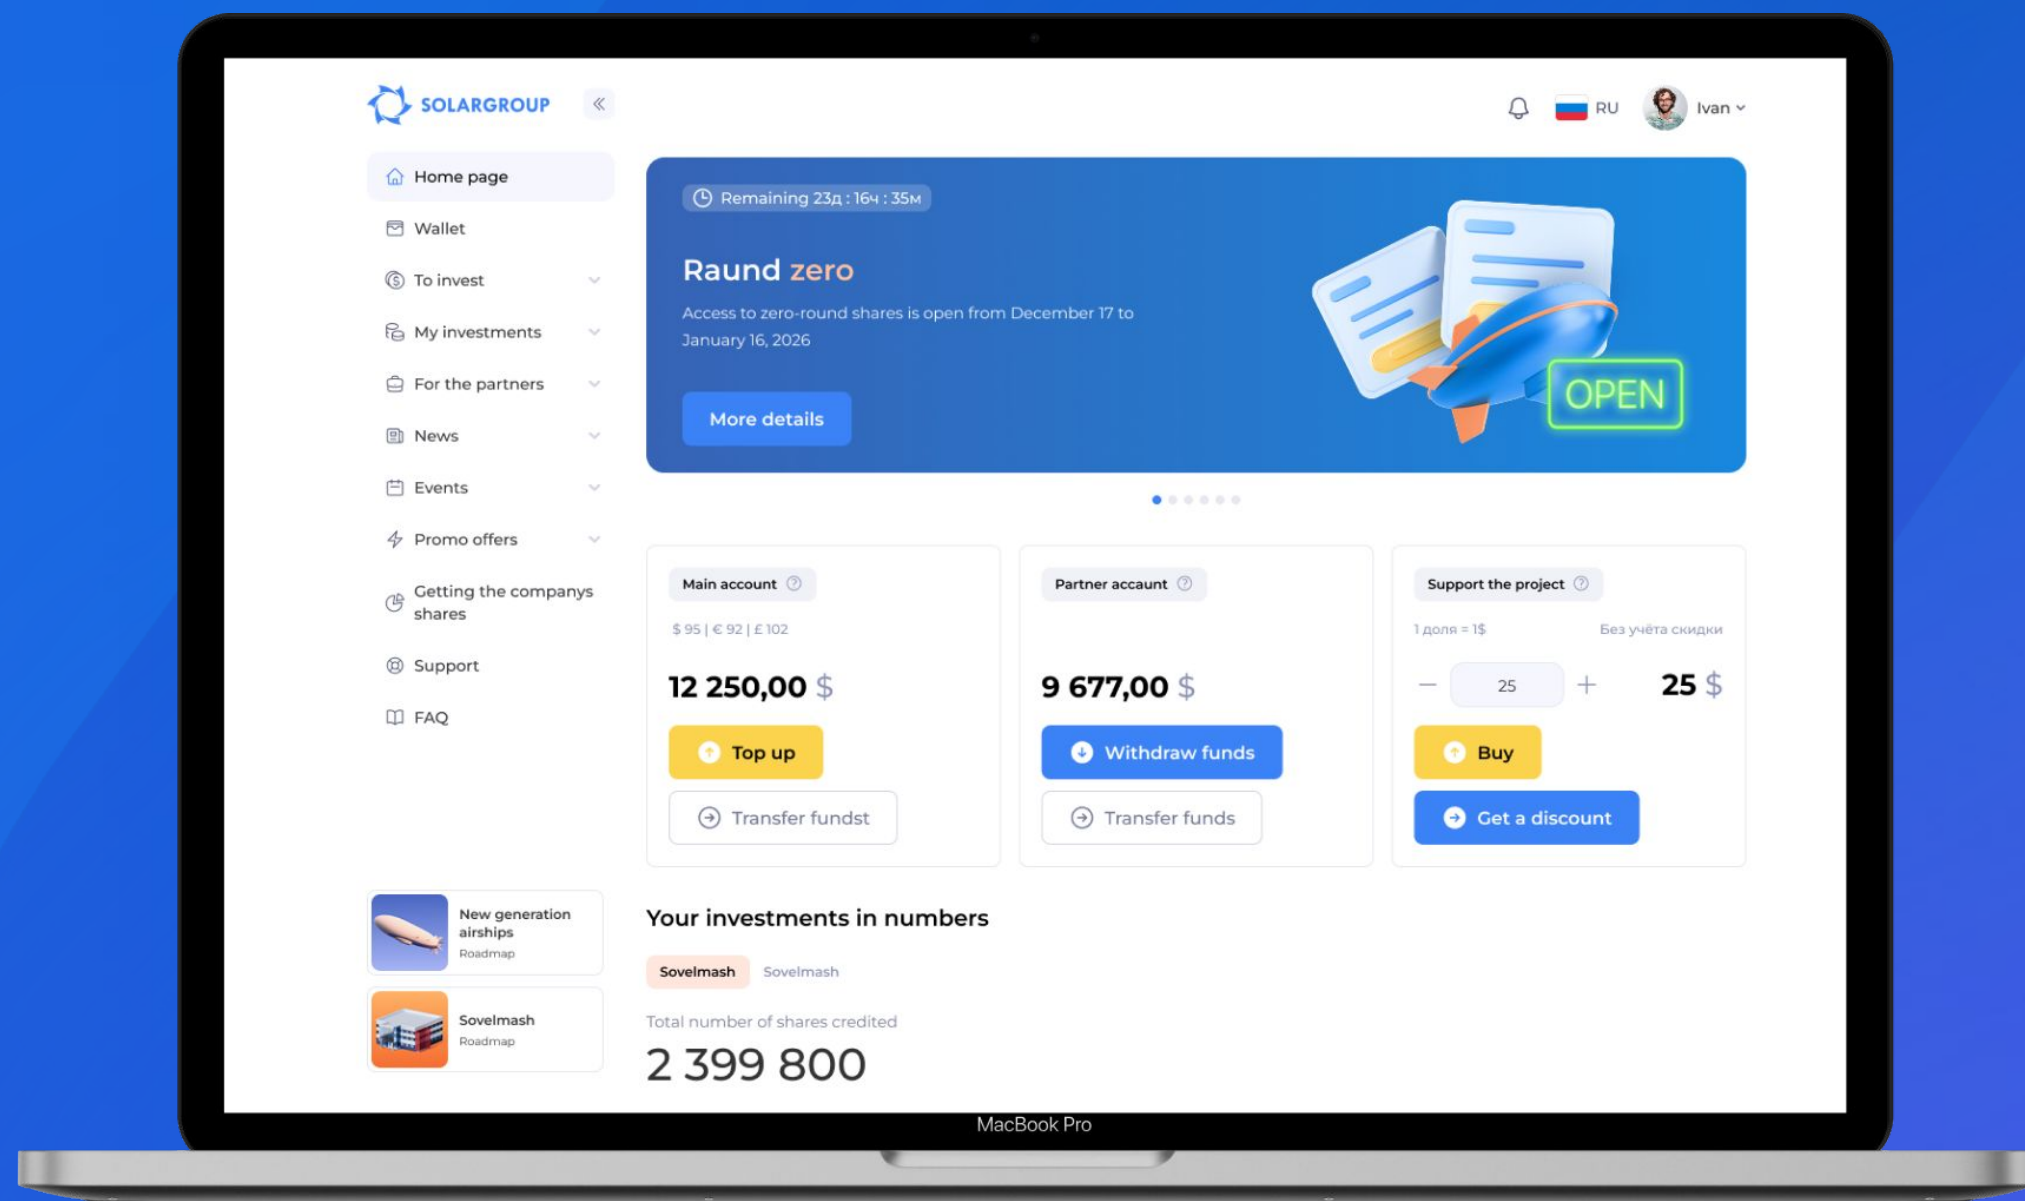 SOLARGROUP
RU
Ivan
Home page
Wallet
To invest
My investments
For the partners
News
Events
Promo offers
Getting the companys
shares
Support
FAQ
New generation
airships
Roadmap
Sovelmash
Roadmap
Remaining 23д : 16ч : 35м
Raund zero
Access to zero-round shares is open from December 17 to
January 16, 2026
More details
OPEN
Main account
$ 95 | € 92 | £ 102
12 250,00 $
Top up
Transfer fundst
Partner accaunt
9 677,00 $
Withdraw funds
Transfer funds
Support the project
1 доля = 1$ Без учёта скидки
25 25 $
Buy
Get a discount
Your investments in numbers
Sovelmash Sovelmash
Total number of shares credited
2 399 800
MacBook Pro